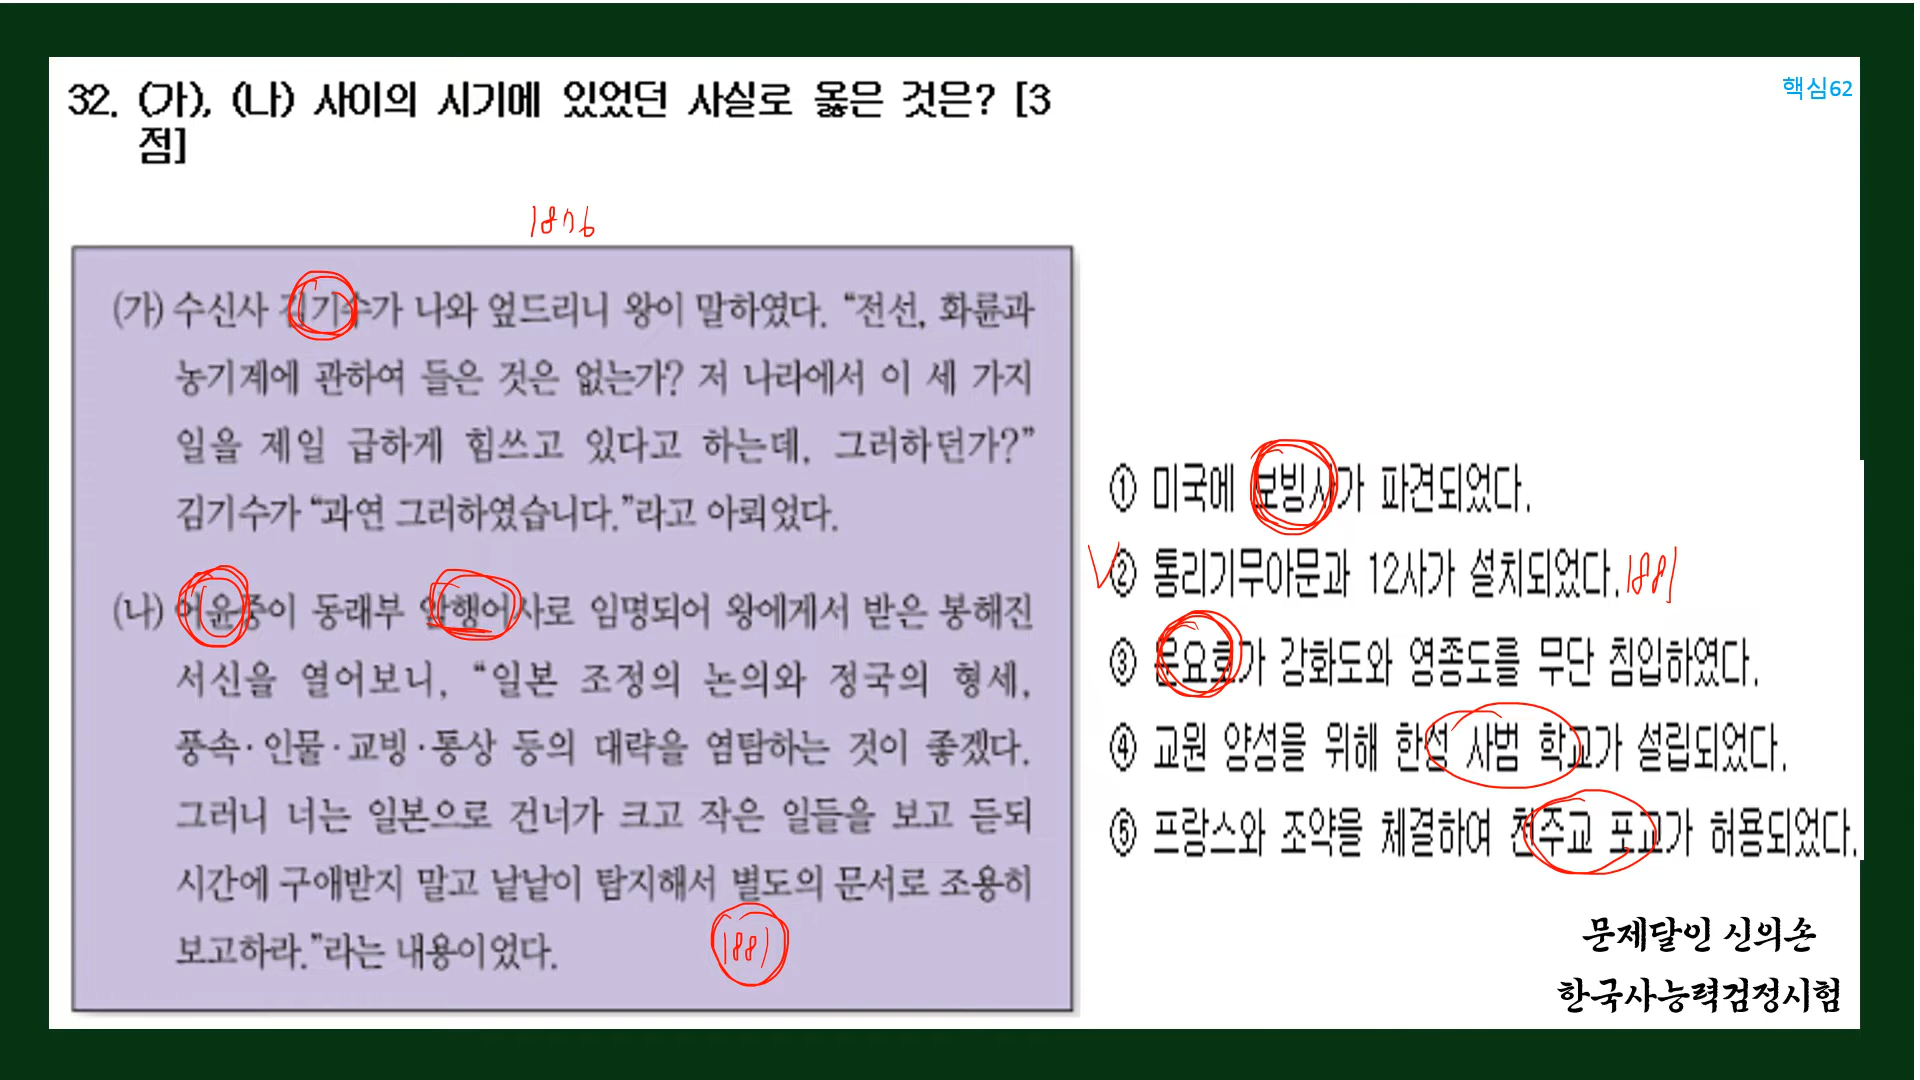 핵심62
32. (가), (나) 사이의 시기에 있었던 사실로 옳은 것은? [3
점]
1876
(가) 수신사 김기수가 나와 엎드리니 왕이 말하였다. “전선, 화륜과
농기계에 관하여 들은 것은 없는가? 저 나라에서 이 세 가지
일을 제일 급하게 힘쓰고 있다고 하는데, 그러하던가?”
김기수가 “과연 그러하였습니다.”라고 아뢰었다.
(나) 어윤중이 동래부 암행어사로 임명되어 왕에게서 받은 봉해진
서신을 열어보니, “일본 조정의 논의와 정국의 형세,
풍속·인물·교빙·통상 등의 대략을 염탐하는 것이 좋겠다.
그러니 너는 일본으로 건너가 크고 작은 일들을 보고 듣되
시간에 구애받지 말고 낱낱이 탐지해서 별도의 문서로 조용히
보고하라.”라는 내용이었다.
1881
① 미국에 보빙사가 파견되었다.
② 통리기무아문과 12사가 설치되었다. 1881
③ 운요호가 강화도와 영종도를 무단 침입하였다.
④ 교원 양성을 위해 한성 사범 학교가 설립되었다.
⑤ 프랑스와 조약을 체결하여 천주교 포교가 허용되었다.
문제달인 신의손
한국사능력검정시험